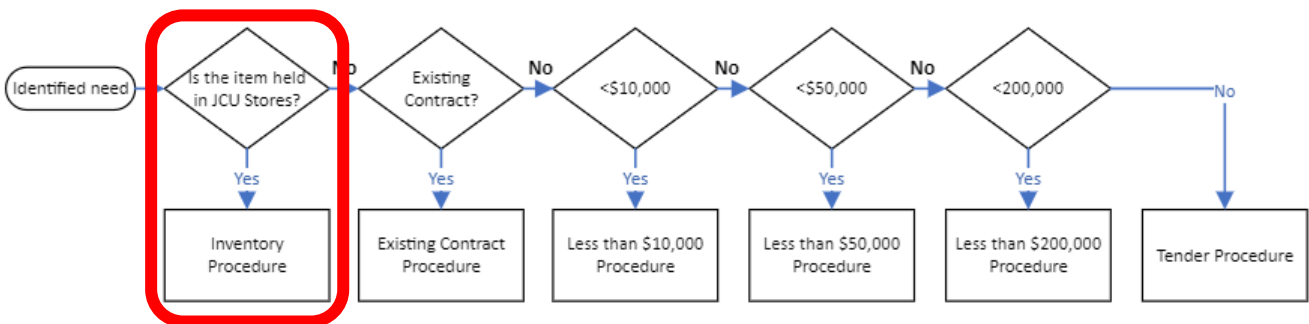 Identified need
Is the item held
in JCU Stores?
No
Existing
Contract?
No
<$10,000
No
<$50,000
No
<200,000
No
Yes
Yes
Yes
Yes
Yes
Inventory
Procedure
Existing Contract
Procedure
Less than $10,000
Procedure
Less than $50,000
Procedure
Less than $200,000
Procedure
Tender Procedure